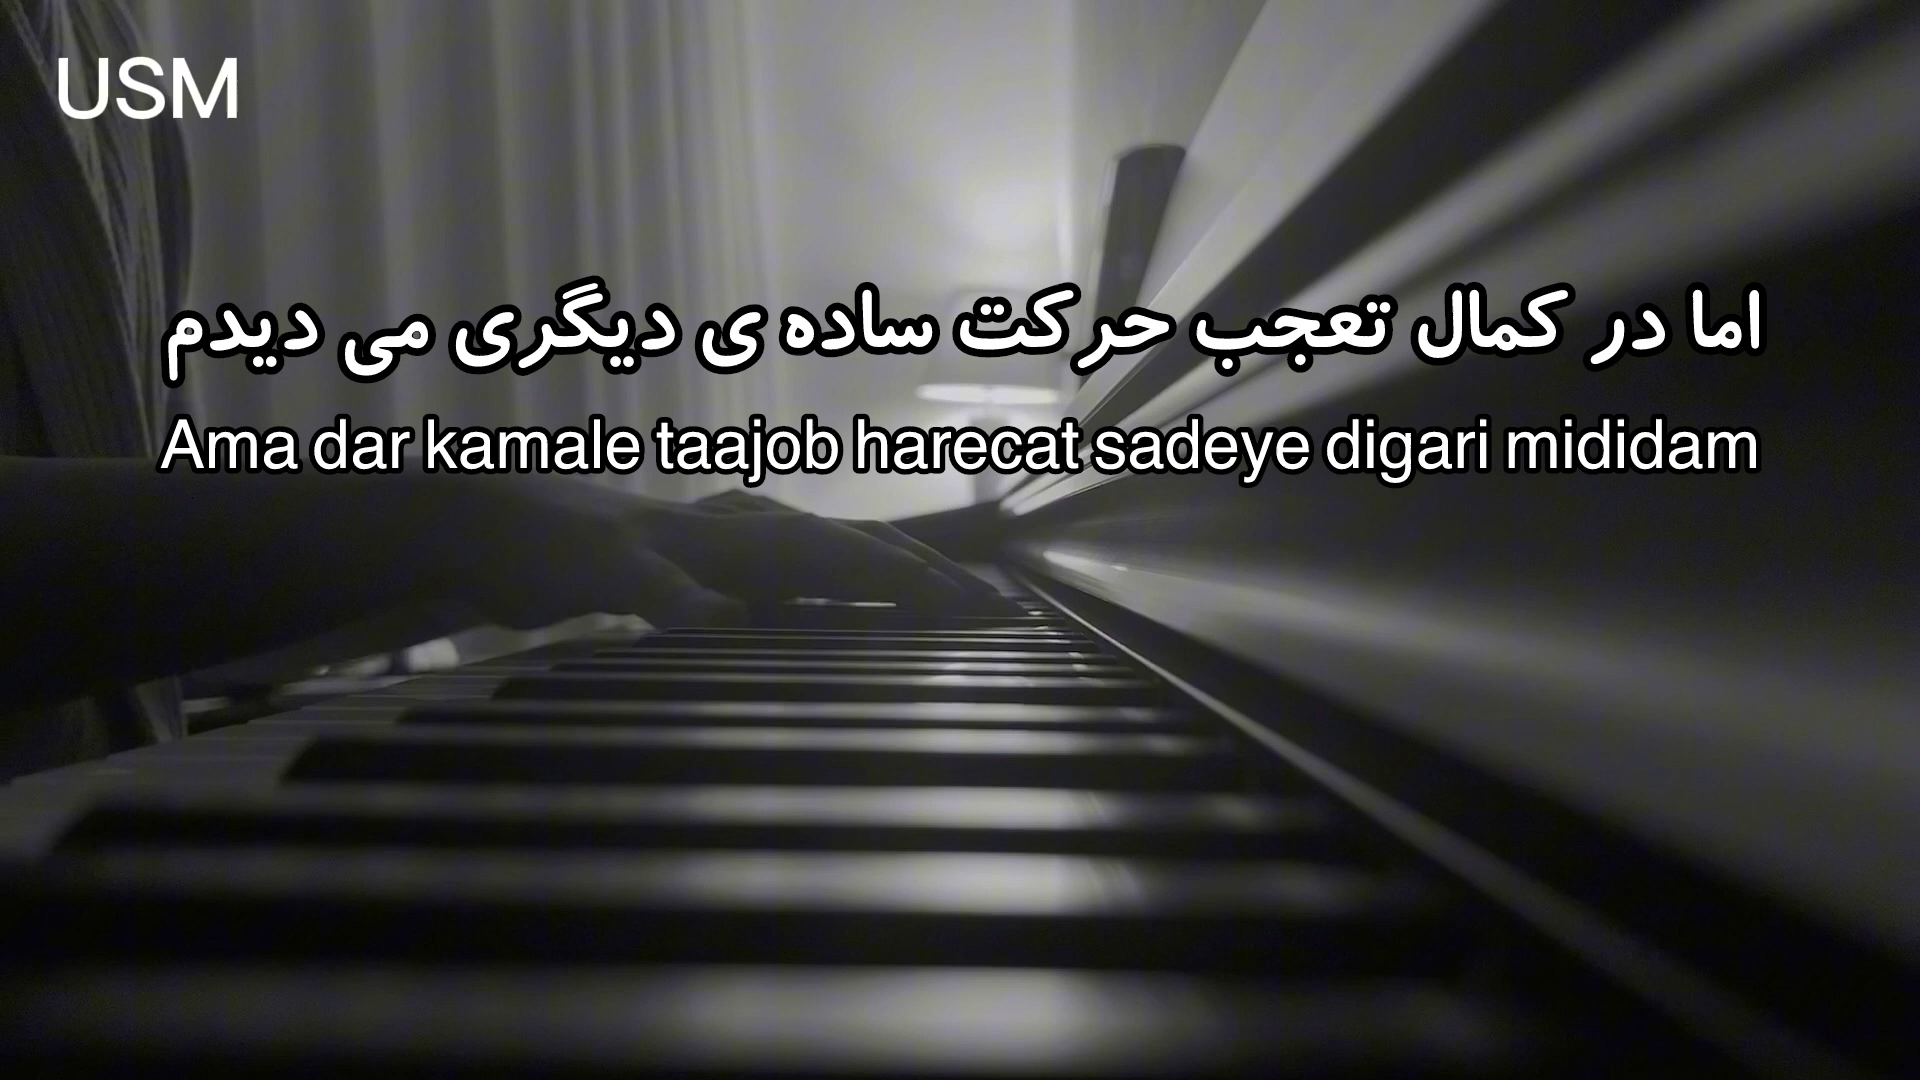 USM
اما در کمال تعجب حرکت ساده ی دیگری می دیدم
Ama dar kamale taajob harecat sadeye digari mididam